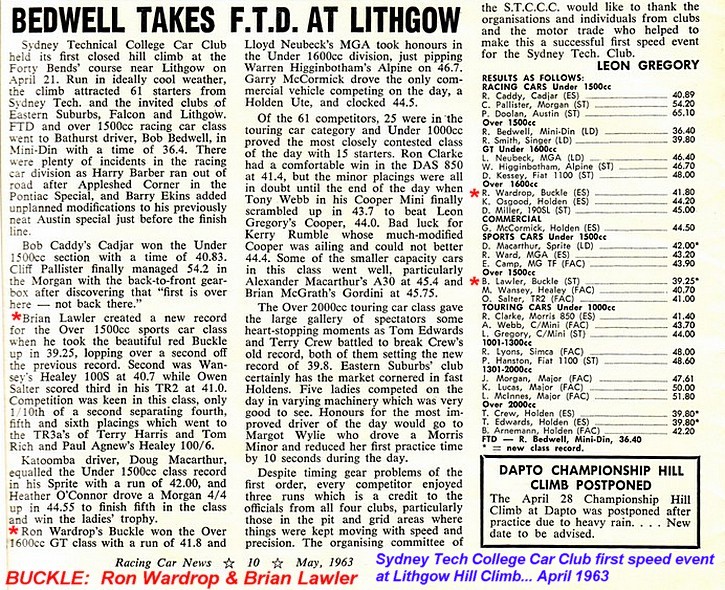 BEDWELL TAKES F.T.D. AT LITHGOW
Sydney Technical College Car Club
held its first closed hill climb at the
Forty Bends' course near Lithgow on
April 21. Run in ideally cool weather,
the climb attracted 61 starters from
Sydney Tech. and the invited clubs of
Eastern Suburbs, Falcon and Lithgow.
FTD and over 1500cc racing car class
went to Bathurst driver, Bob Bedwell, in
Mini-Din with a time of 36.4. There
were plenty of incidents in the racing
car division as Harry Barber ran out of
road after Appleshed Corner in the
Pontiac Special, and Barry Ekins added
unplanned modifications to his previously
neat Austin special just before the finish
line.
Bob Caddy's Cadjar won the Under
1500cc section with a time of 40.83.
Cliff Pallister finally managed 54.2 in
the Morgan with the back-to-front gear-
box after discovering that "first is over
here — not back there."
*Brian Lawler created a new record
for the Over 1500cc sports car class
when he took the beautiful red Buckle
up in 39.25, lopping over a second off
the previous record. Second was Wan-
sey's Healey 100S at 40.7 while Owen
Salter scored third in his TR2 at 41.0.
Competition was keen in this class, only
1/10th of a second separating fourth,
fifth and sixth placings which went to
the TR3a's of Terry Harris and Tom
Rich and Paul Agnew's Healey 100/6.
Katoomba driver, Doug Macarthur,
equalled the Under 1500cc class record
in his Sprite with a run of 42.00, and
Heather O'Connor drove a Morgan 4/4
up in 44.55 to finish fifth in the class
and win the ladies' trophy.
*Ron Wardrop's Buckle won the Over
1600cc GT class with a run of 41.8 and
Lloyd Neubeck's MGA took honours in
the Under 1600cc division, just pipping
Warren Higginbotham's Alpine on 46.7.
Garry McCormick drove the only com-
mercial vehicle competing on the day, a
Holden Ute, and clocked 44.5.
Of the 61 competitors, 25 were in the
touring car category and Under 1000cc
proved the most closely contested class
of the day with 15 starters. Ron Clarke
had a comfortable win in the DAS 850
at 41.4, but the minor placings were all
in doubt until the end of the day when
Tony Webb in his Cooper Mini finally
scrambled up in 43.7 to beat Leon
Gregory's Cooper, 44.0. Bad luck for
Kerry Rumble whose much-modified
Cooper was ailing and could not better
44.4. Some of the smaller capacity cars
in this class went well, particularly
Alexander Macarthur's A30 at 45.4 and
Brian McGrath's Gordini at 45.75.
The Over 2000cc touring car class gave
the large gallery of spectators some
heart-stopping moments as Tom Edwards
and Terry Crew battled to break Crew's
old record, both of them setting the new
record of 39.8. Eastern Suburbs' club
certainly has the market cornered in fast
Holdens. Five ladies competed on the
day in varying machinery which was very
good to see. Honours for the most im-
proved driver of the day would go to
Margot Wylie who drove a Morris
Minor and reduced her first practice time
by 10 seconds during the day.
Despite timing gear problems of the
first order, every competitor enjoyed
three runs which is a credit to the
officials from all four clubs, particularly
those in the pit and grid areas where
things were kept moving with speed and
precision. The organising committee of
the S.T.C.C.C. would like to thank the
organisations and individuals from clubs
and the motor trade who helped to
make this a successful first speed event
for the Sydney Tech. Club.
LEON GREGORY
RESULTS AS FOLLOWS:
RACING CARS Under 1500cc
R. Caddy, Cadjar (ES) 40.89
C. Pallister, Morgan (ST) 54.20
P. Doolan, Austin (ST) 65.10
Over 1500cc
R. Bedwell, Mini-Din (LD) 36.40
R. Smith, Singer (LD) 39.80
GT Under 1600cc
L. Neubeck, MGA (LD) 46.40
W. Higginbotham, Alpine (ST) 46.70
D. Kessey, Fiat 1100 (ST) 48.00
Over 1600cc
*R. Wardrop, Buckle (ES) 41.80
K. Osgood, Holden (ES) 44.20
D. Miller, 190SL (ST) 45.00
COMMERCIAL
G. McCormick, Holden (ES) 44.50
SPORTS CARS Under 1500cc
D. Macarthur, Sprite (LD) 42.00*
R. Ward, MGA (ES) 43.20
E. Camp, MG TF (FAC) 43.90
Over 1500cc
*B. Lawler, Buckle (ST) 39.25*
M. Wansey, Healey (FAC) 40.70
O. Salter, TR2 (FAC) 41.00
TOURING CARS Under 1000cc
R. Clarke, Morris 850 (ES) 41.40
A. Webb, C/Mini (FAC) 43.70
L. Gregory, C/Mini (ST) 44.00
1001-1300cc
R. Lyons, Simca (FAC) 48.00
P. Hanston, Fiat 1100 (ST) 48.60
1301-2000cc
J. Morgan, Major (FAC) 47.61
K. Lucas, Major (FAC) 50.00
L. McInnes, Major (FAC) 51.80
Over 2000cc
T. Crew, Holden (ES) 39.80*
T. Edwards, Holden (ES) 39.80*
B. Arnemann, Holden (FAC) 42.20
FTD — R. Bedwell, Mini-Din, 36.40
* = new class record.
DAPTO CHAMPIONSHIP HILL
CLIMB POSTPONED
The April 28 Championship Hill
Climb at Dapto was postponed after
practice due to heavy rain. . . . New
date to be advised.
Racing Car News ☆ 10 ☆ May, 1963
BUCKLE: Ron Wardrop & Brian Lawler
Sydney Tech College Car Club first speed event
at Lithgow Hill Climb... April 1963